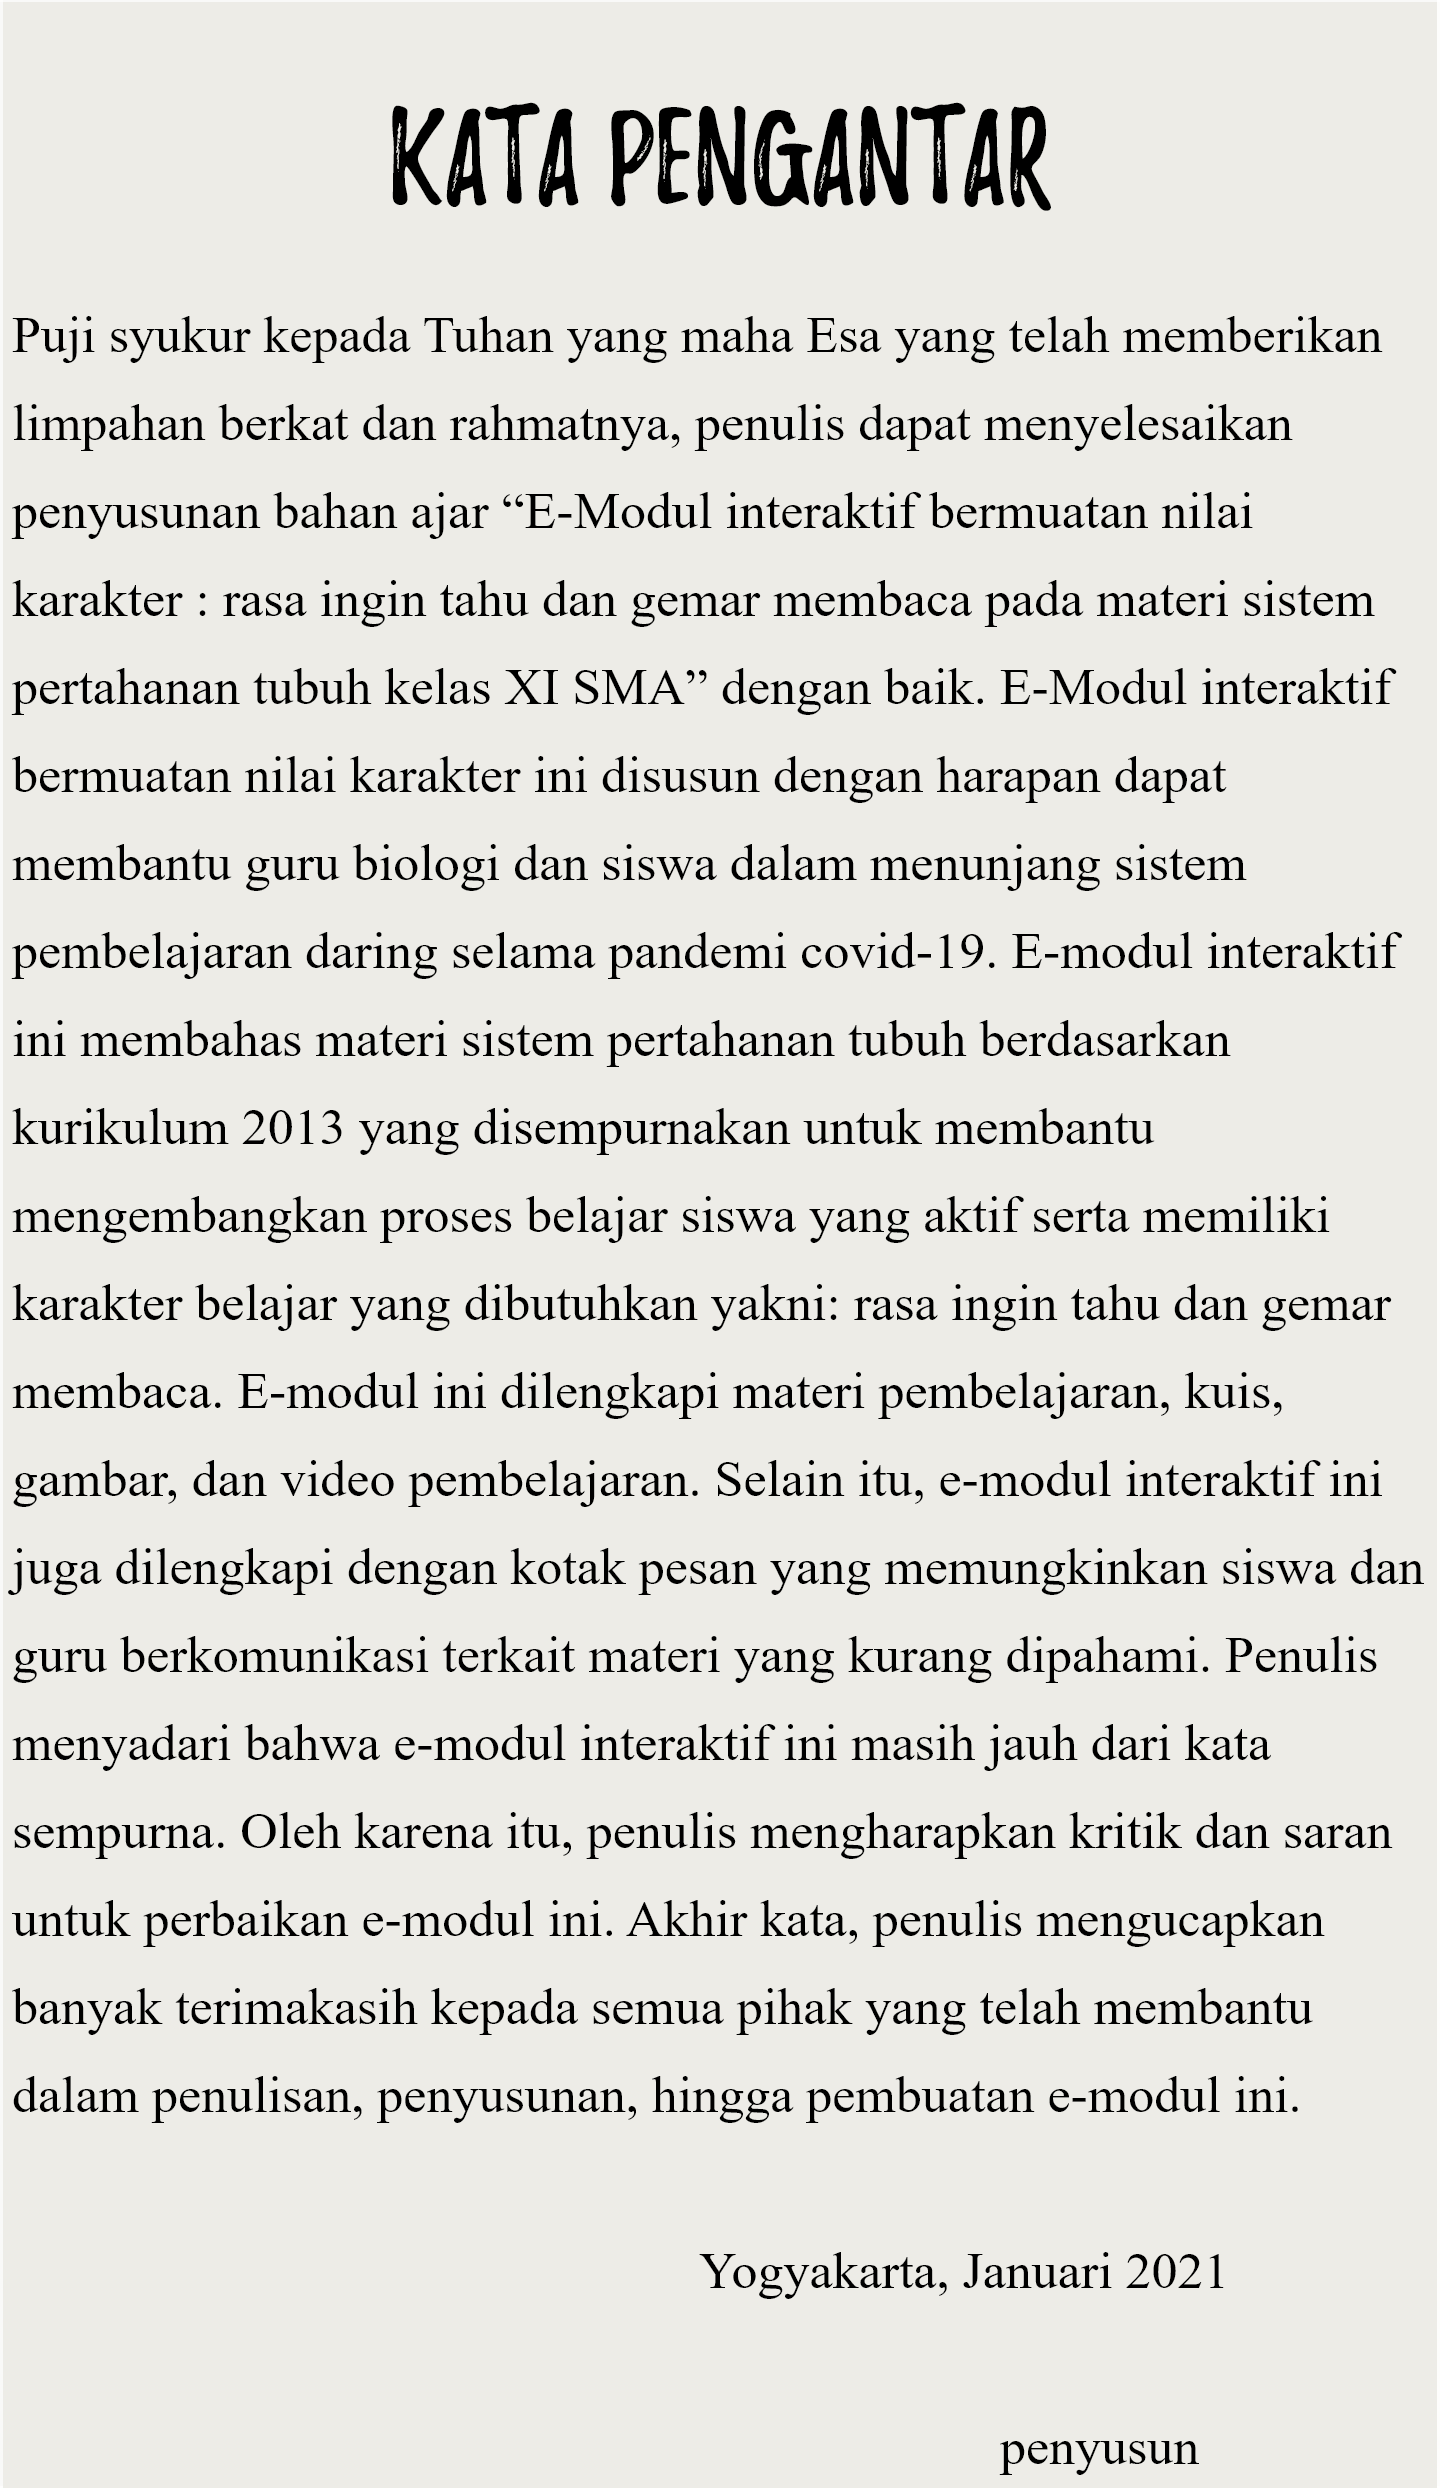 KATA PENGANTAR
Puji syukur kepada Tuhan yang maha Esa yang telah memberikan
limpahan berkat dan rahmatnya, penulis dapat menyelesaikan
penyusunan bahan ajar “E-Modul interaktif bermuatan nilai
karakter : rasa ingin tahu dan gemar membaca pada materi sistem
pertahanan tubuh kelas XI SMA” dengan baik. E-Modul interaktif
bermuatan nilai karakter ini disusun dengan harapan dapat
membantu guru biologi dan siswa dalam menunjang sistem
pembelajaran daring selama pandemi covid-19. E-modul interaktif
ini membahas materi sistem pertahanan tubuh berdasarkan
kurikulum 2013 yang disempurnakan untuk membantu
mengembangkan proses belajar siswa yang aktif serta memiliki
karakter belajar yang dibutuhkan yakni: rasa ingin tahu dan gemar
membaca. E-modul ini dilengkapi materi pembelajaran, kuis,
gambar, dan video pembelajaran. Selain itu, e-modul interaktif ini
juga dilengkapi dengan kotak pesan yang memungkinkan siswa dan
guru berkomunikasi terkait materi yang kurang dipahami. Penulis
menyadari bahwa e-modul interaktif ini masih jauh dari kata
sempurna. Oleh karena itu, penulis mengharapkan kritik dan saran
untuk perbaikan e-modul ini. Akhir kata, penulis mengucapkan
banyak terimakasih kepada semua pihak yang telah membantu
dalam penulisan, penyusunan, hingga pembuatan e-modul ini.
Yogyakarta, Januari 2021
penyusun